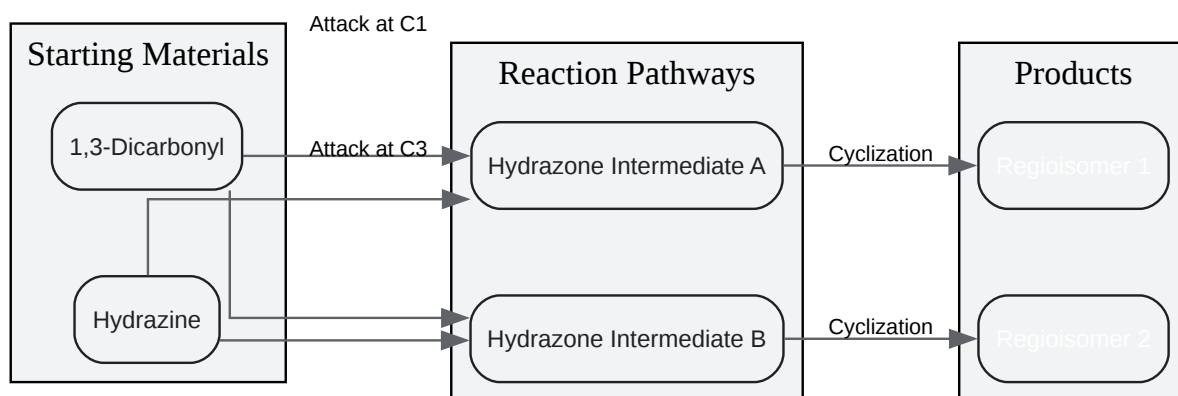 Attack at C1
Starting Materials
Reaction Pathways
Products
1,3-Dicarbonyl
Attack at C3
Hydrazone Intermediate A
Cyclization
Regioisomer 1
Hydrazine
Hydrazone Intermediate B
Cyclization
Regioisomer 2